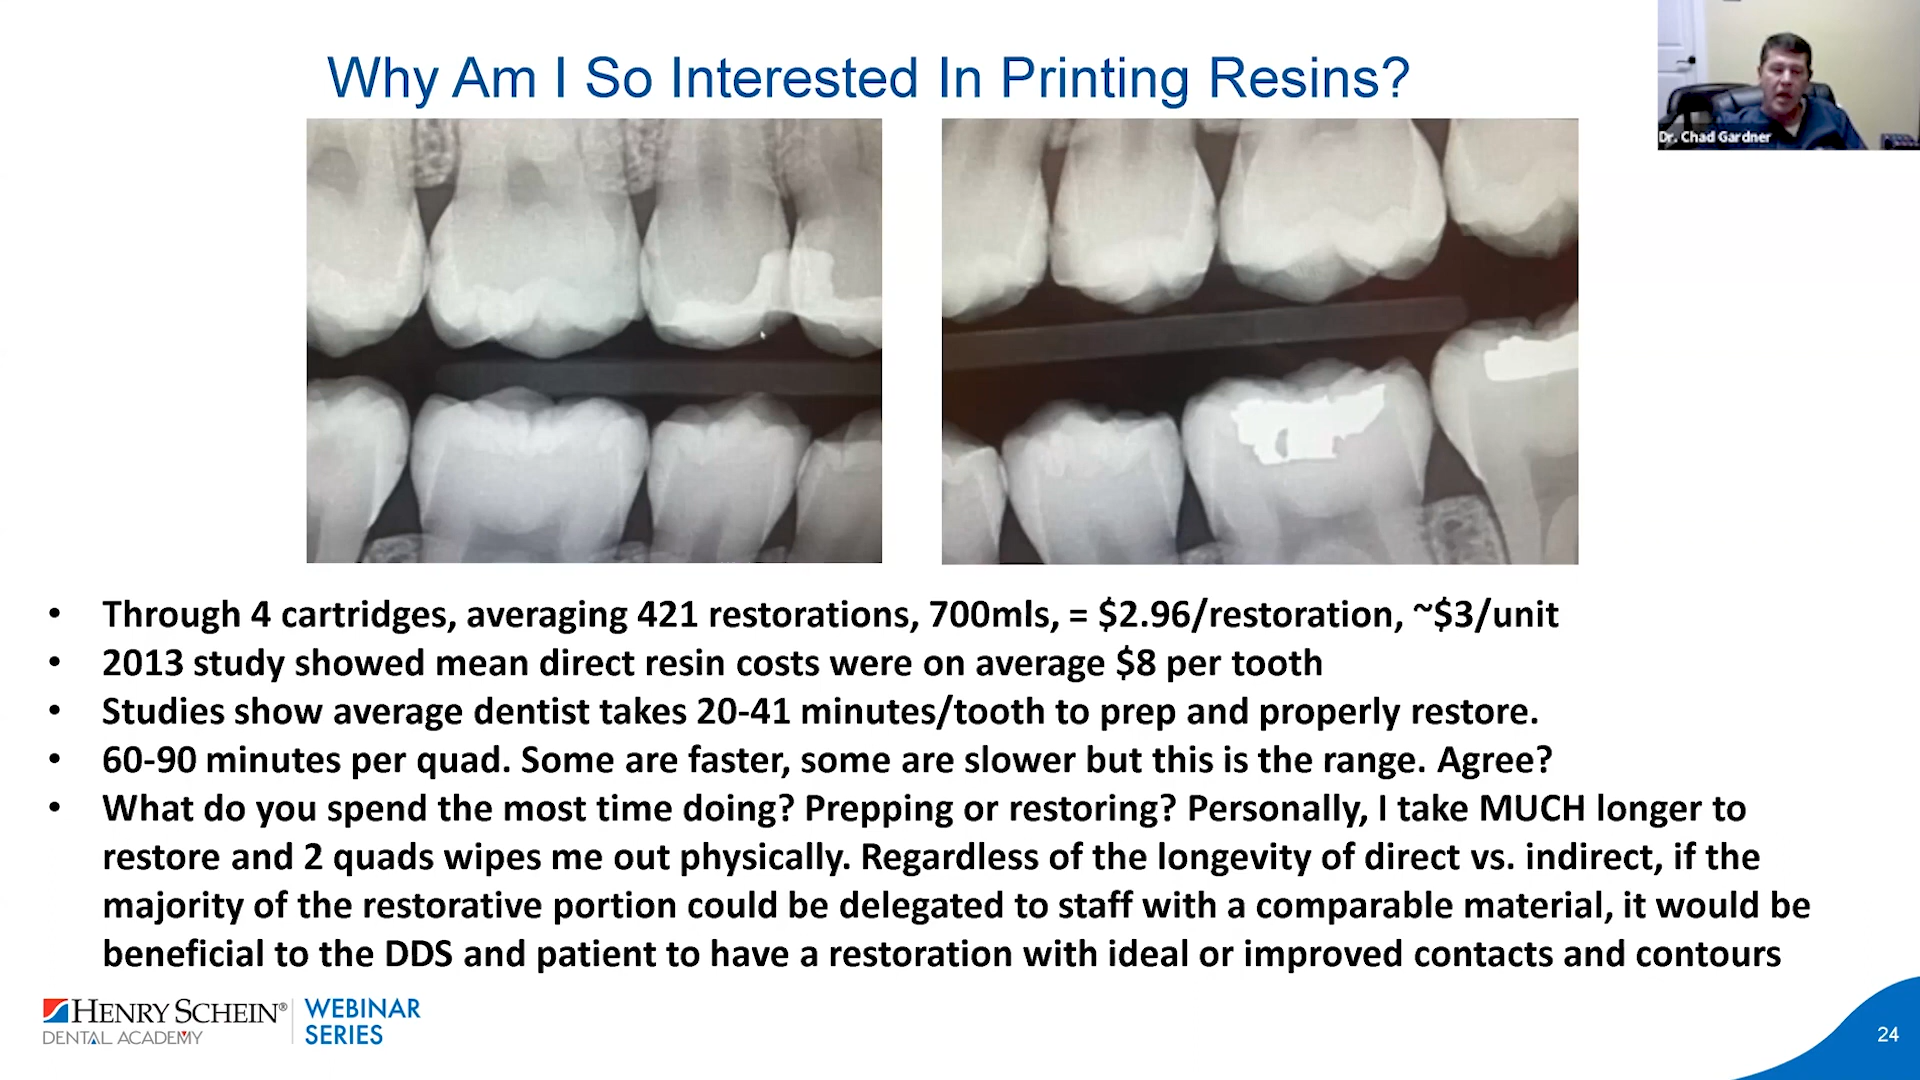 Why Am I So Interested In Printing Resins?
Dr. Chad Gardner
• Through 4 cartridges, averaging 421 restorations, 700mls, = $2.96/restoration, ~$3/unit
• 2013 study showed mean direct resin costs were on average $8 per tooth
• Studies show average dentist takes 20-41 minutes/tooth to prep and properly restore.
• 60-90 minutes per quad. Some are faster, some are slower but this is the range. Agree?
• What do you spend the most time doing? Prepping or restoring? Personally, I take MUCH longer to
restore and 2 quads wipes me out physically. Regardless of the longevity of direct vs. indirect, if the
majority of the restorative portion could be delegated to staff with a comparable material, it would be
beneficial to the DDS and patient to have a restoration with ideal or improved contacts and contours
HENRY SCHEIN®
DENTAL ACADEMY
WEBINAR
SERIES
24